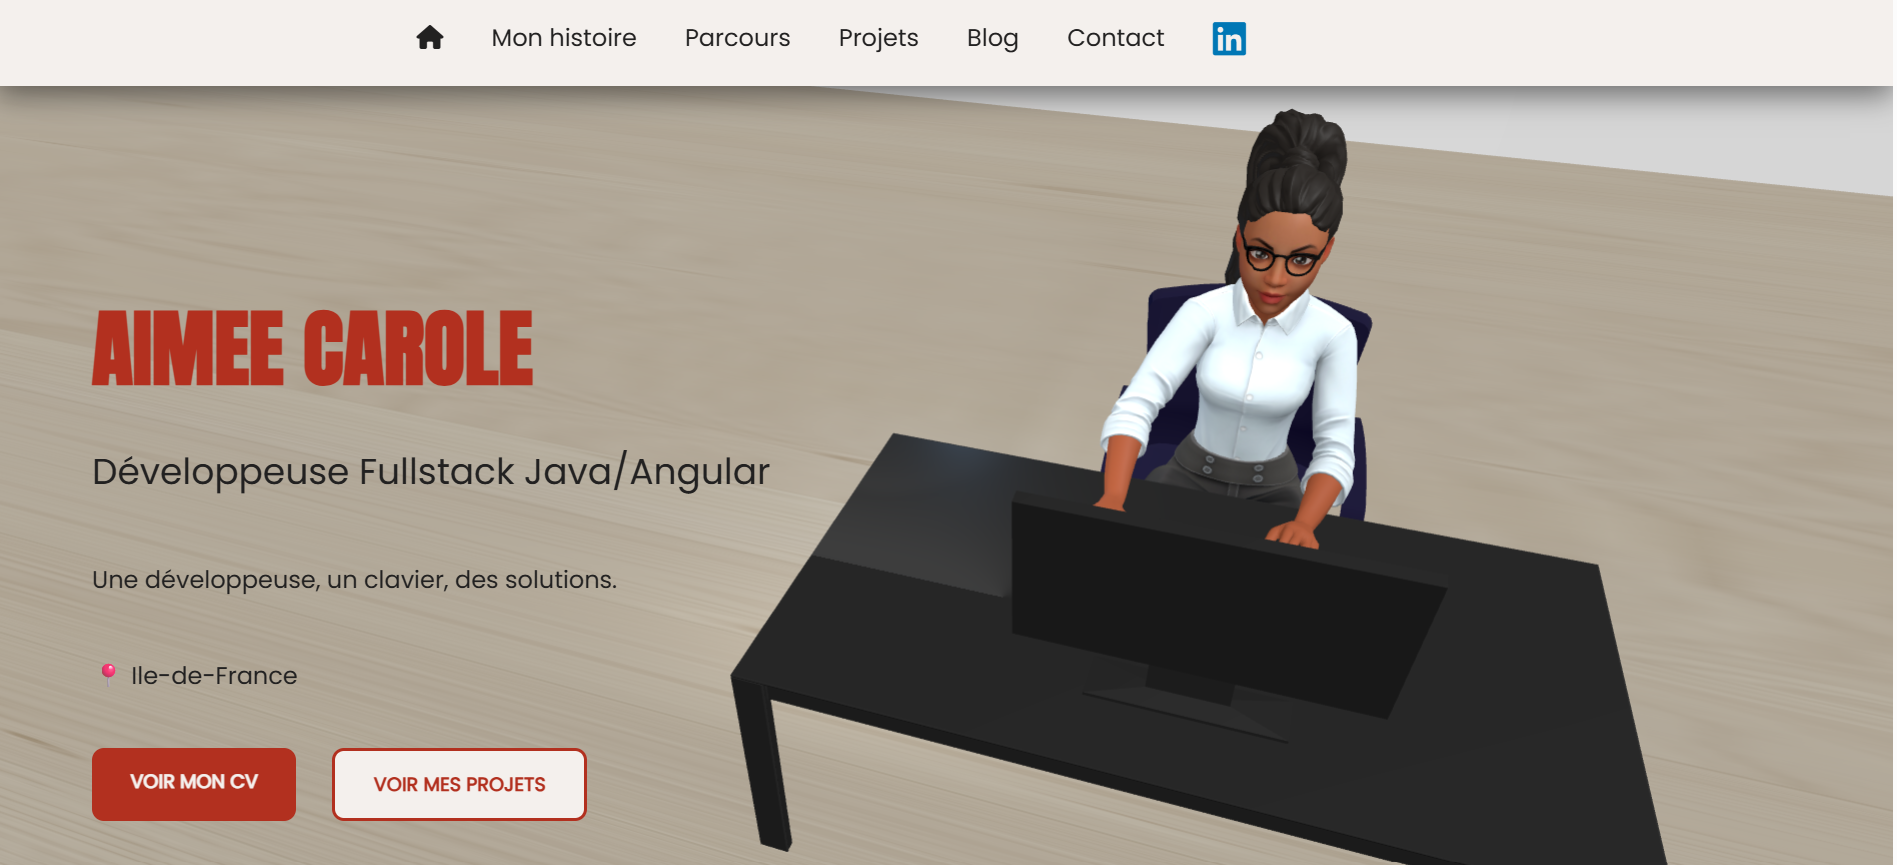 Mon histoire Parcours Projets Blog Contact in
AIMEE CAROLE
Développeuse Fullstack Java/Angular
Une développeuse, un clavier, des solutions.
Ile-de-France
VOIR MON CV VOIR MES PROJETS